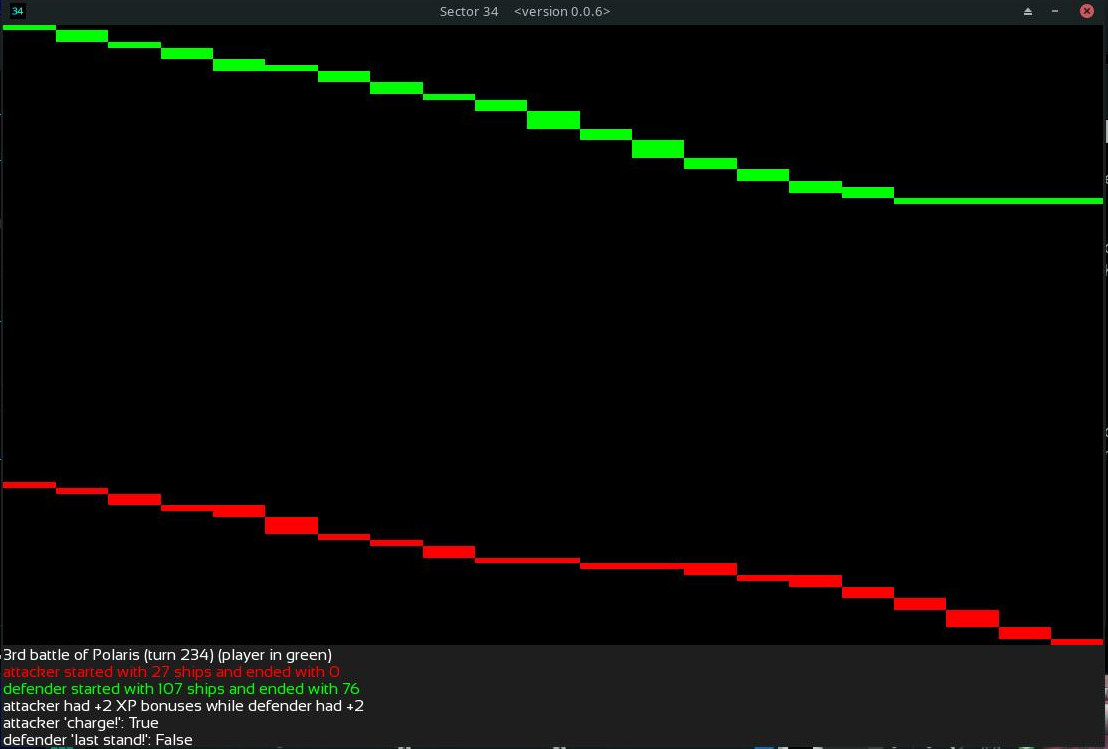 34
Sector 34 <version 0.0.6>
3rd battle of Polaris (turn 234) (player in green)
attacker started with 27 ships and ended with 0
defender started with 107 ships and ended with 76
attacker had +2 XP bonuses while defender had +2
attacker 'charge!': True
defender 'last stand!': False